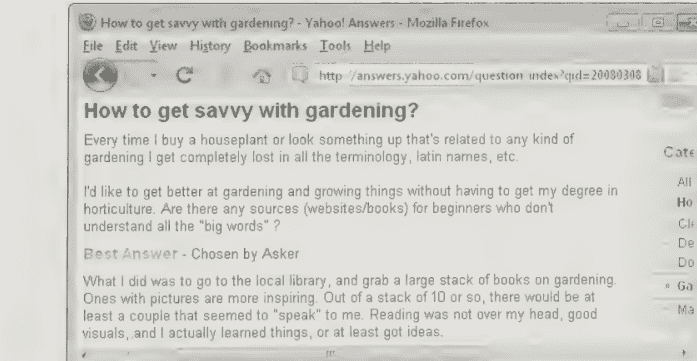 How to get savvy with gardening? - Yahoo! Answers - Mozilla Firefox
File Edit View History Bookmarks Tools Help
http://answers.yahoo.com/question index?qid=20080308
How to get savvy with gardening?
Every time I buy a houseplant or look something up that's related to any kind of
gardening I get completely lost in all the terminology, latin names, etc.
Cate
I'd like to get better at gardening and growing things without having to get my degree in
horticulture. Are there any sources (websites/books) for beginners who don't
understand all the "big words" ?
All
Ho
Cle
De
Do
Ga
Ma
Best Answer - Chosen by Asker
What I did was to go to the local library, and grab a large stack of books on gardening.
Ones with pictures are more inspiring. Out of a stack of 10 or so, there would be at
least a couple that seemed to "speak" to me. Reading was not over my head, good
visuals, and I actually learned things, or at least got ideas.